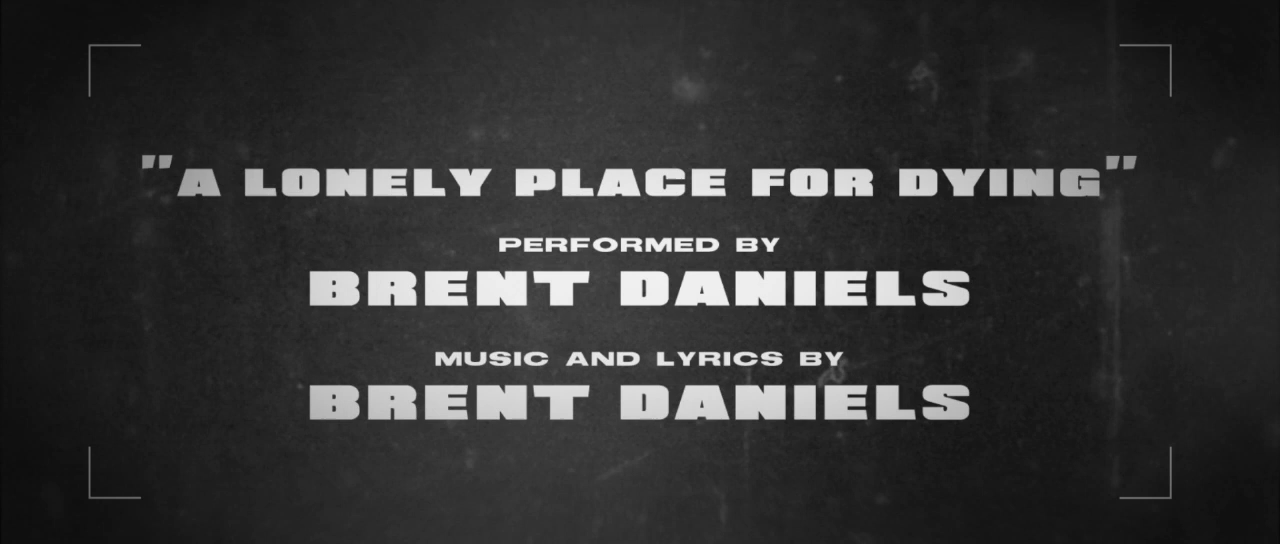 "A LONELY PLACE FOR DYING"
PERFORMED BY
BRENT DANIELS
MUSIC AND LYRICS BY
BRENT DANIELS